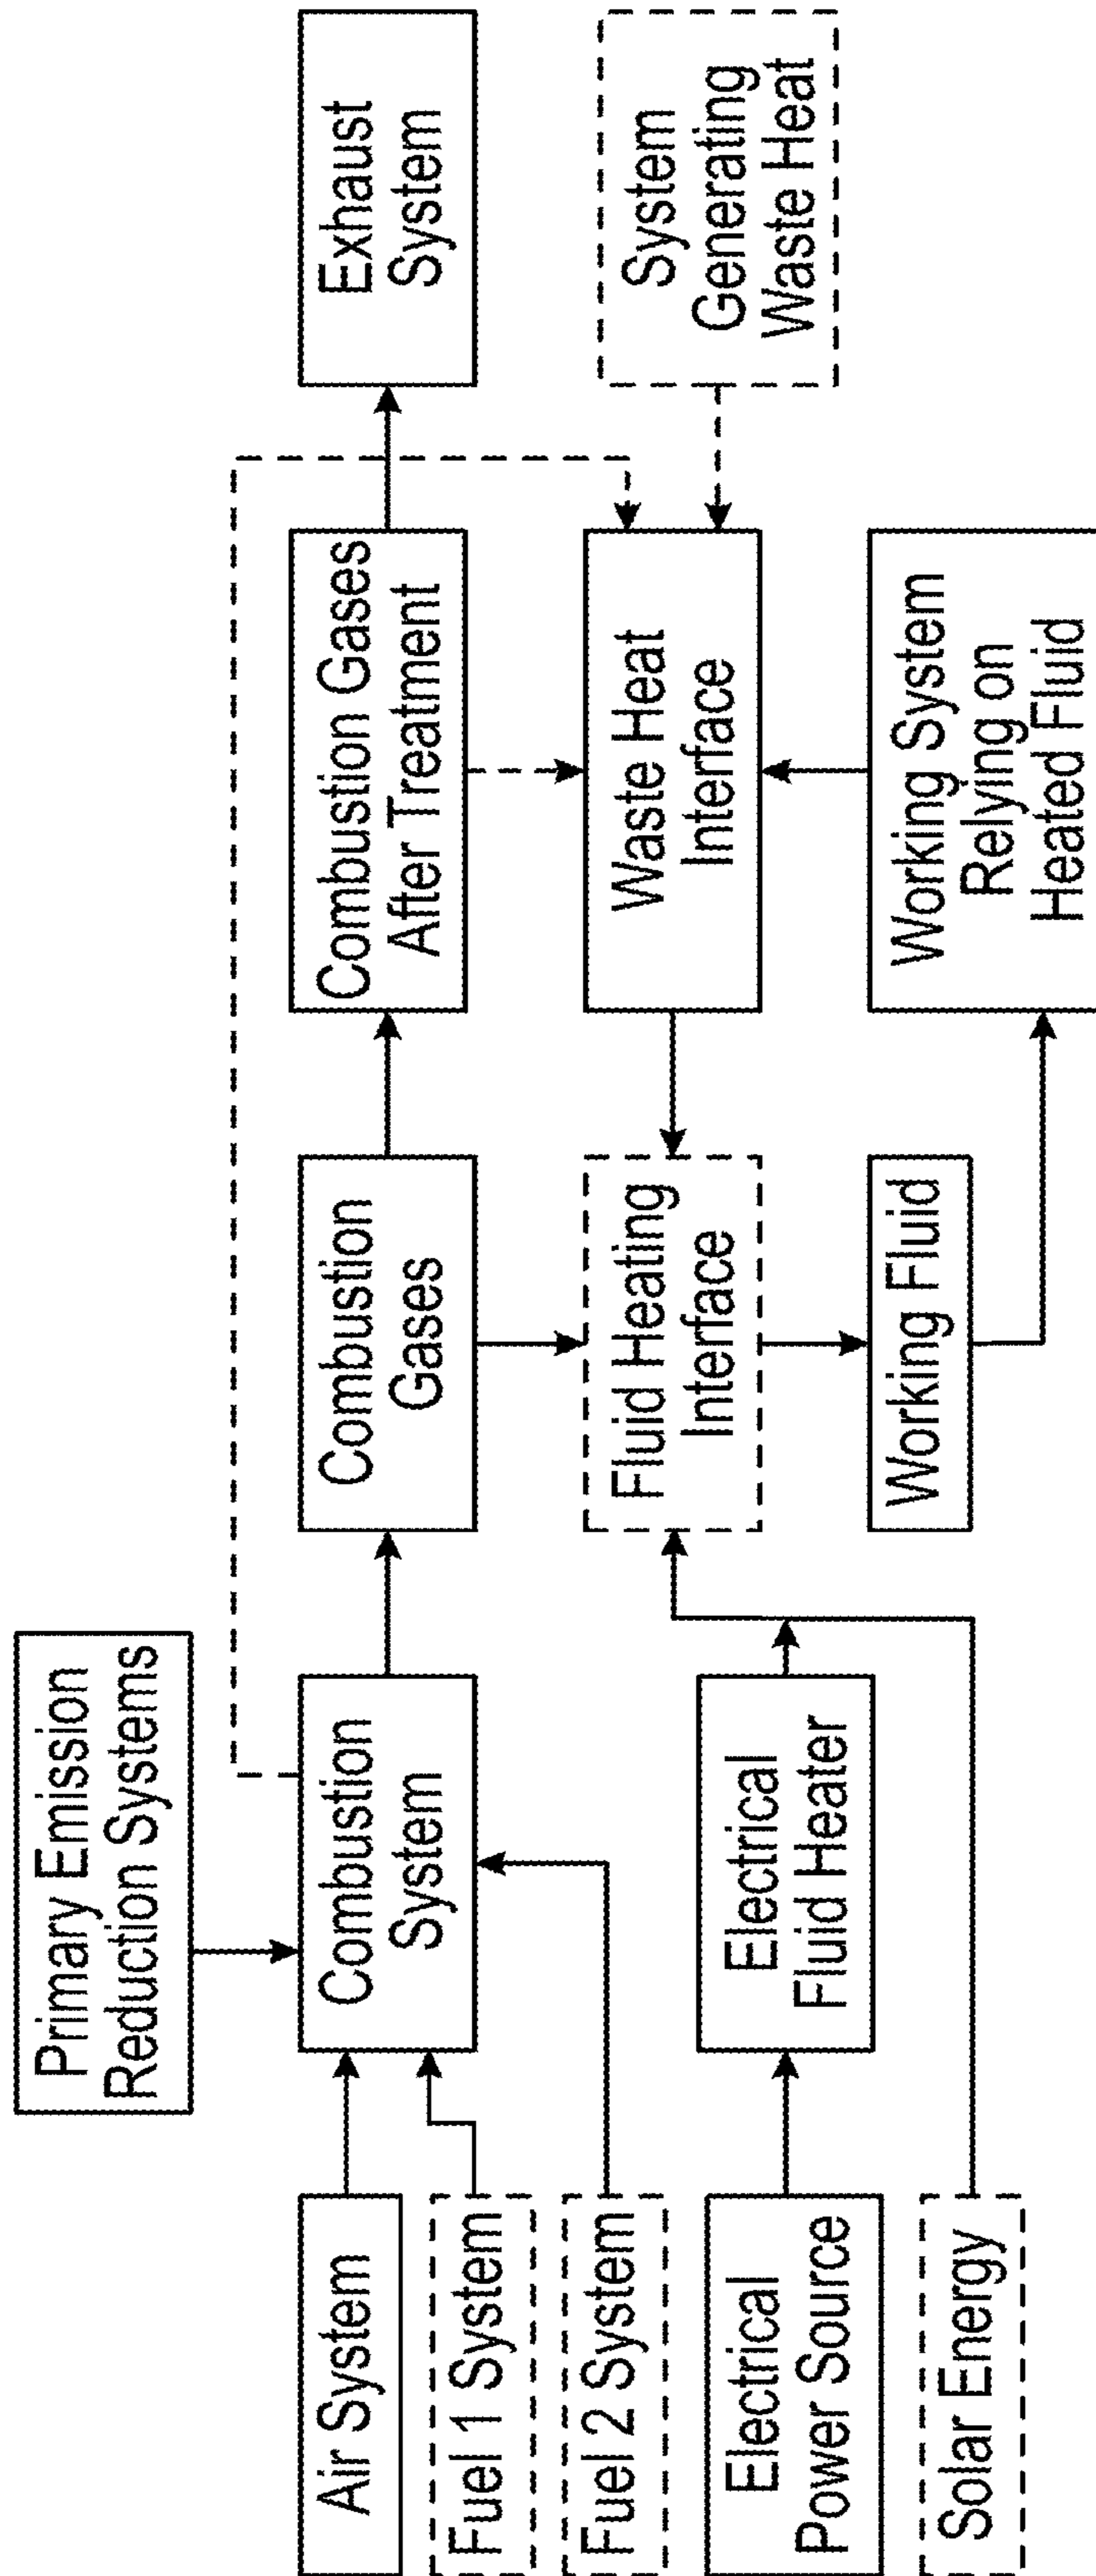 Primary Emission
Reduction Systems
Air System
Combustion
System
Combustion
Gases
Combustion Gases
After Treatment
Exhaust
System
Fuel 1 System
Fuel 2 System
Fluid Heating
Interface
Waste Heat
Interface
System
Generating
Waste Heat
Electrical
Power Source
Electrical
Fluid Heater
Working Fluid
Working System
Relying on
Heated Fluid
Solar Energy